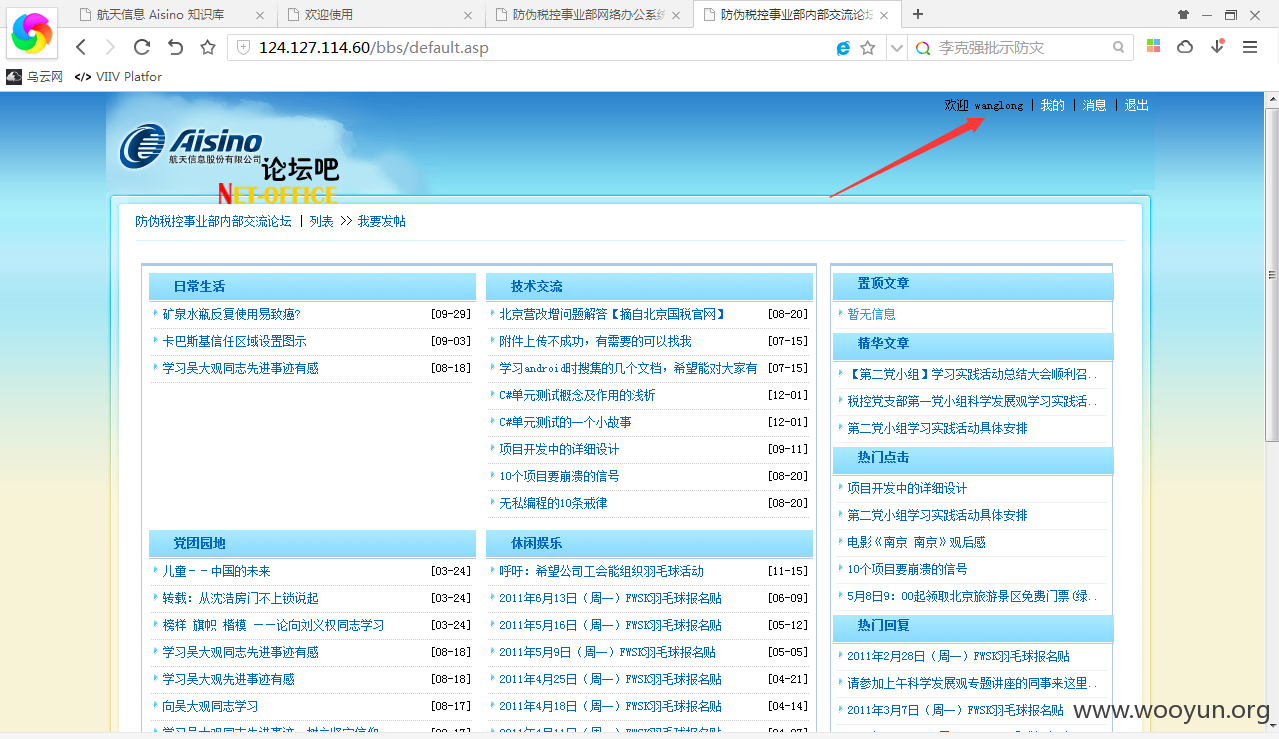 航天信息 Aisino 知识库
欢迎使用
防伪税控事业部网络办公系统
防伪税控事业部内部交流论坛
124.127.114.60/bbs/default.asp
李克强批示防灾
乌云网
</> VIIV Platfor
欢迎 wanglong | 我的 | 消息 | 退出
Aisino
航天信息股份有限公司
论坛吧
NET-OFFICE
防伪税控事业部内部交流论坛 | 列表 >> 我要发帖
日常生活
矿泉水瓶反复使用易致癌? [09-29]
卡巴斯基信任区域设置图示 [09-03]
学习吴大观同志先进事迹有感 [08-18]
技术交流
北京营改增问题解答【摘自北京国税官网】 [08-20]
附件上传不成功，有需要的可以找我 [07-15]
学习android时搜集的几个文档，希望能对大家有 [07-15]
C#单元测试概念及作用的浅析 [12-01]
C#单元测试的一个小故事 [12-01]
项目开发中的详细设计 [09-11]
10个项目要崩溃的信号 [08-20]
无私编程的10条戒律 [08-20]
党团园地
儿童－－中国的未来 [03-24]
转载：从沈浩房门不上锁说起 [03-24]
榜样 旗帜 楷模 －－论向刘义权同志学习 [03-24]
学习吴大观同志先进事迹有感 [08-18]
学习吴大观先进事迹有感 [08-18]
向吴大观同志学习 [08-17]
休闲娱乐
呼吁：希望公司工会能组织羽毛球活动 [11-15]
2011年6月13日（周一）FWSK羽毛球报名贴 [06-09]
2011年5月16日（周一）FWSK羽毛球报名贴 [05-12]
2011年5月9日（周一）FWSK羽毛球报名贴 [05-05]
2011年4月25日（周一）FWSK羽毛球报名贴 [04-21]
2011年4月18日（周一）FWSK羽毛球报名贴 [04-14]
置顶文章
暂无信息
精华文章
【第二党小组】学习实践活动总结大会顺利召..
税控党支部第一党小组科学发展观学习实践活..
第二党小组学习实践活动具体安排
热门点击
项目开发中的详细设计
第二党小组学习实践活动具体安排
电影《南京 南京》观后感
10个项目要崩溃的信号
5月8日9：00起领取北京旅游景区免费门票(绿..
热门回复
2011年2月28日（周一）FWSK羽毛球报名贴
请参加上午科学发展观专题讲座的同事来这里..
2011年3月7日（周一）FWSK羽毛球报名贴
www.wooyun.org